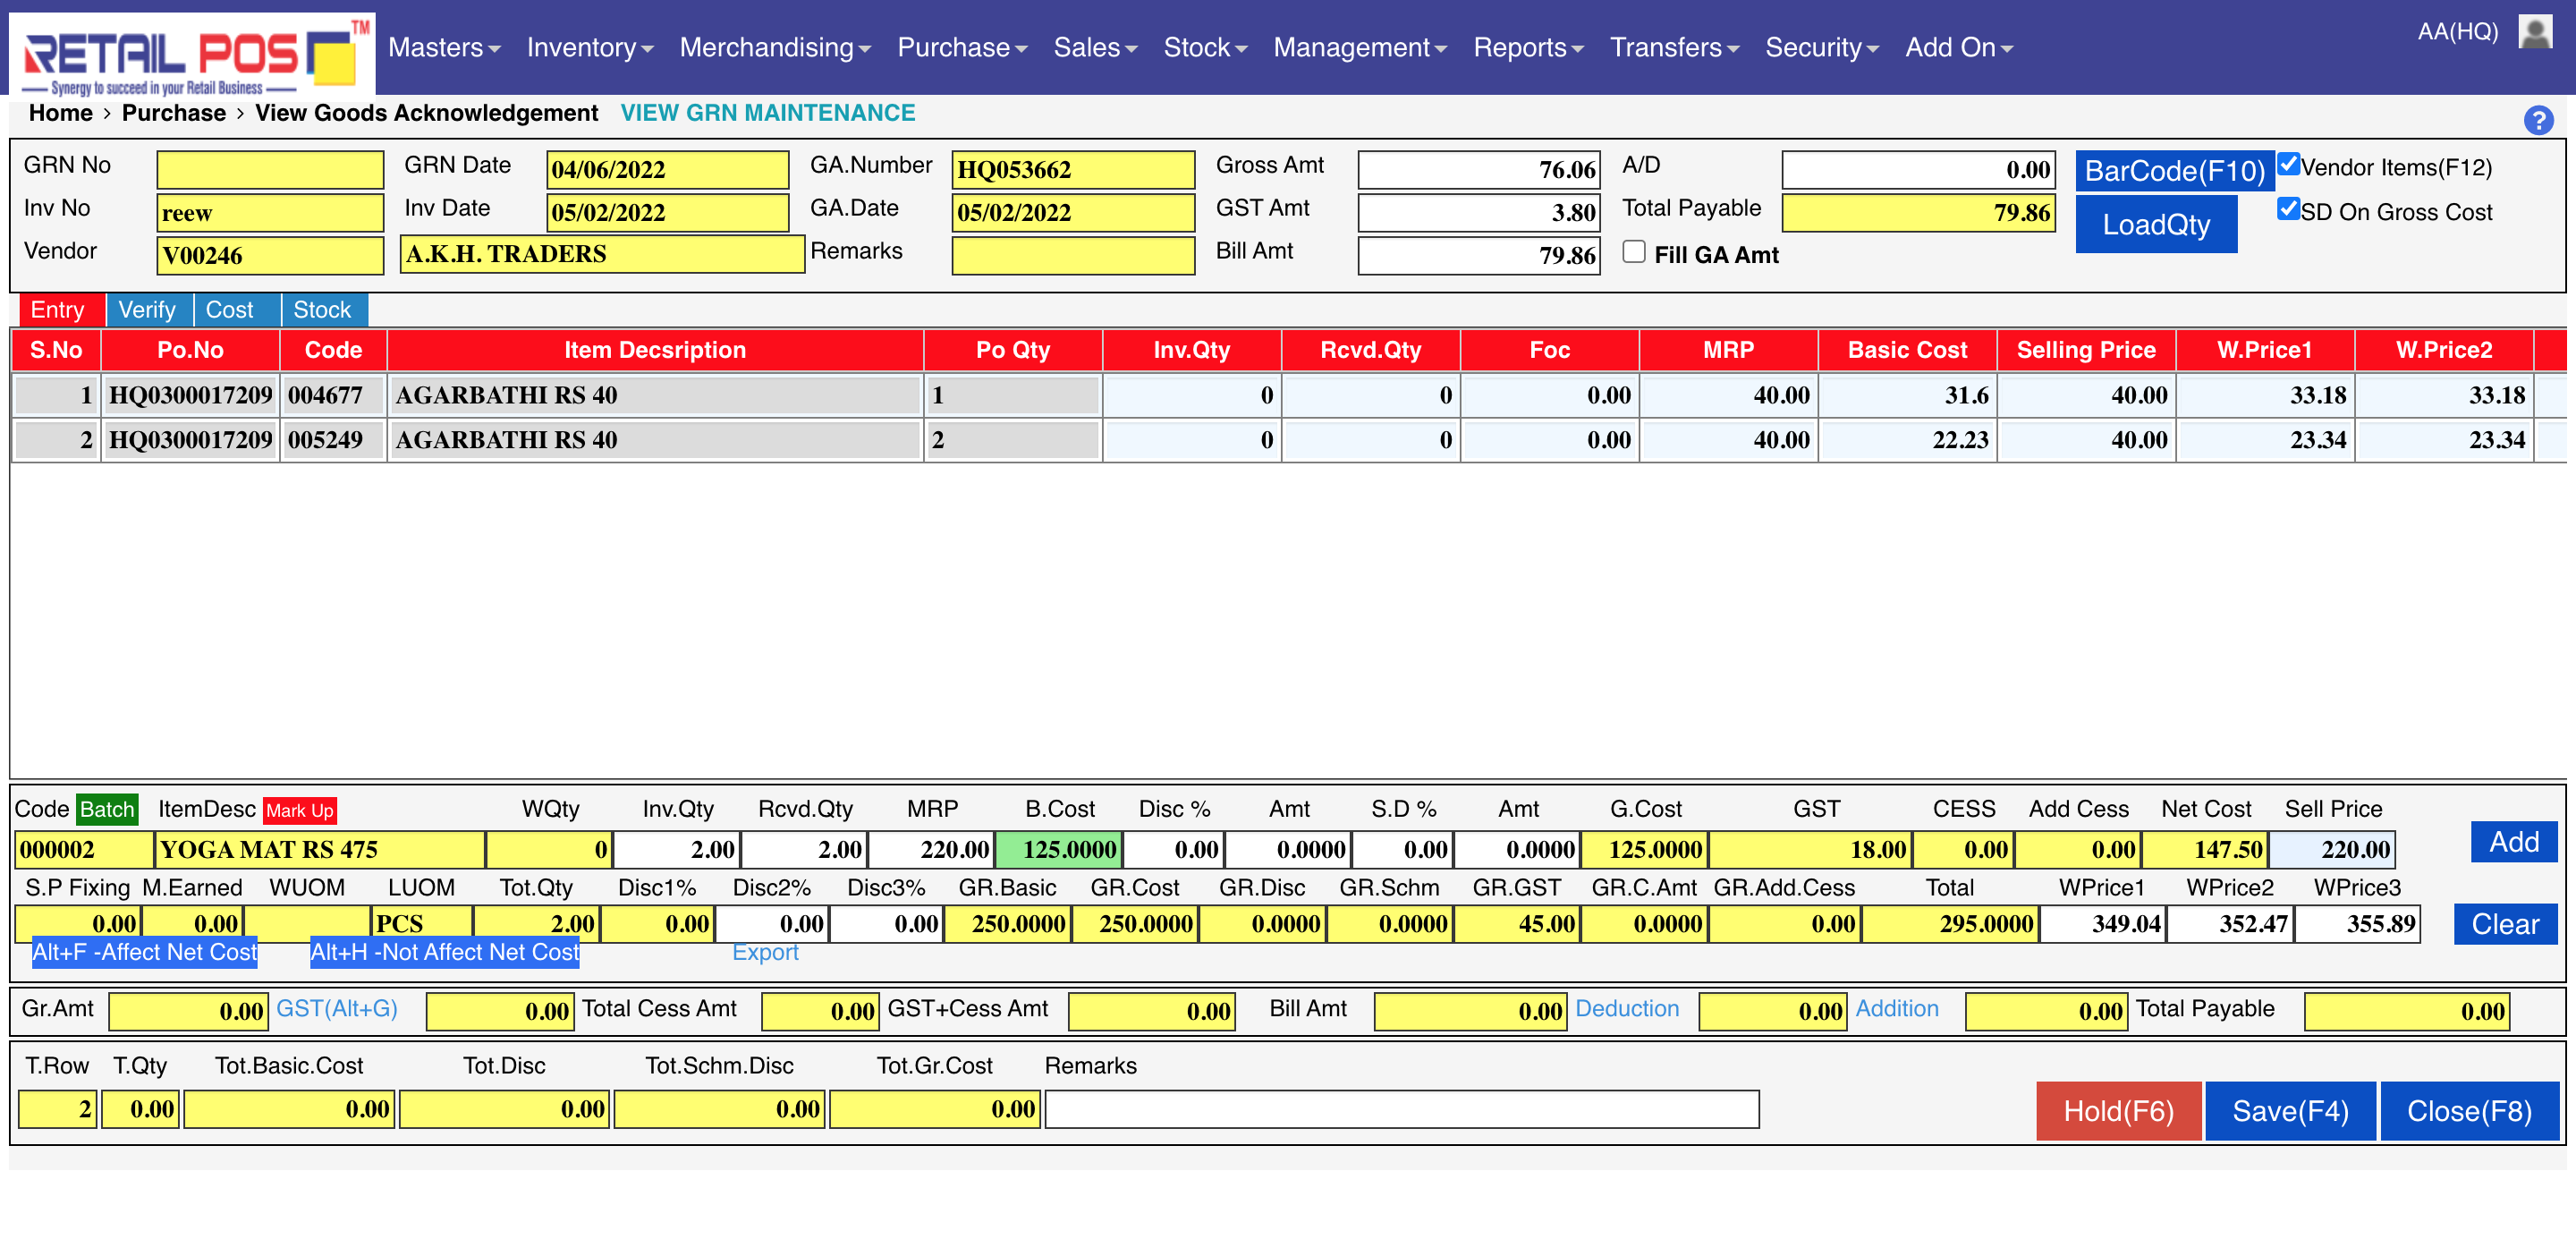 RETAIL POS TM
Synergy to succeed in your Retail Business
Masters Inventory Merchandising Purchase Sales Stock Management Reports Transfers Security Add On AA(HQ)
Home › Purchase › View Goods Acknowledgement VIEW GRN MAINTENANCE ?
GRN No GRN Date 04/06/2022 GA.Number HQ053662 Gross Amt 76.06 A/D 0.00 BarCode(F10) Vendor Items(F12)
Inv No reew Inv Date 05/02/2022 GA.Date 05/02/2022 GST Amt 3.80 Total Payable 79.86 LoadQty SD On Gross Cost
Vendor V00246 A.K.H. TRADERS Remarks Bill Amt 79.86 Fill GA Amt
Entry Verify Cost Stock
S.No Po.No Code Item Decsription Po Qty Inv.Qty Rcvd.Qty Foc MRP Basic Cost Selling Price W.Price1 W.Price2
1 HQ0300017209 004677 AGARBATHI RS 40 1 0 0 0.00 40.00 31.6 40.00 33.18 33.18
2 HQ0300017209 005249 AGARBATHI RS 40 2 0 0 0.00 40.00 22.23 40.00 23.34 23.34
Code Batch ItemDesc Mark Up WQty Inv.Qty Rcvd.Qty MRP B.Cost Disc % Amt S.D % Amt G.Cost GST CESS Add Cess Net Cost Sell Price
000002 YOGA MAT RS 475 0 2.00 2.00 220.00 125.0000 0.00 0.0000 0.00 0.0000 125.0000 18.00 0.00 0.00 147.50 220.00 Add
S.P Fixing M.Earned WUOM LUOM Tot.Qty Disc1% Disc2% Disc3% GR.Basic GR.Cost GR.Disc GR.Schm GR.GST GR.C.Amt GR.Add.Cess Total WPrice1 WPrice2 WPrice3
0.00 0.00 PCS 2.00 0.00 0.00 0.00 250.0000 250.0000 0.0000 0.0000 45.00 0.0000 0.00 295.0000 349.04 352.47 355.89 Clear
Alt+F -Affect Net Cost Alt+H -Not Affect Net Cost Export
Gr.Amt 0.00 GST(Alt+G) 0.00 Total Cess Amt 0.00 GST+Cess Amt 0.00 Bill Amt 0.00 Deduction 0.00 Addition 0.00 Total Payable 0.00
T.Row T.Qty Tot.Basic.Cost Tot.Disc Tot.Schm.Disc Tot.Gr.Cost Remarks
2 0.00 0.00 0.00 0.00 0.00 Hold(F6) Save(F4) Close(F8)